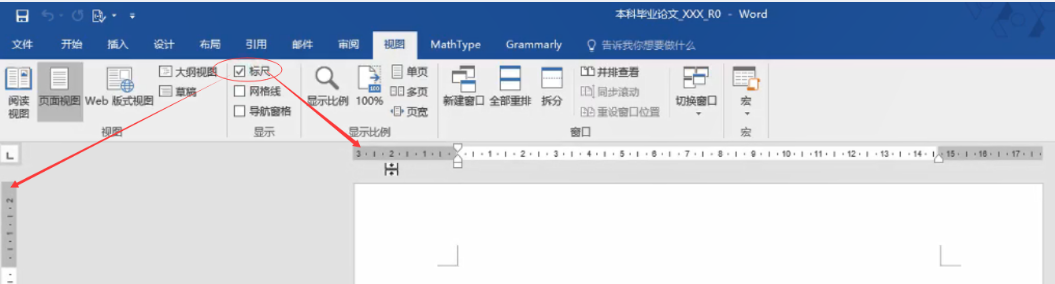 本科毕业论文_XXX_R0 - Word
文件 开始 插入 设计 布局 引用 邮件 审阅 视图 MathType Grammarly 告诉我你想要做什么
阅读视图 页面视图 Web 版式视图 大纲视图 草稿
视图
标尺 网格线 导航窗格
显示
显示比例 100% 单页 多页 页宽
显示比例
新建窗口 全部重排 拆分 并排查看 同步滚动 重设窗口位置 切换窗口
窗口
宏
宏
L
3 2 1 1 2 3 4 5 6 7 8 9 10 11 12 13 14 15 16 17
2
1